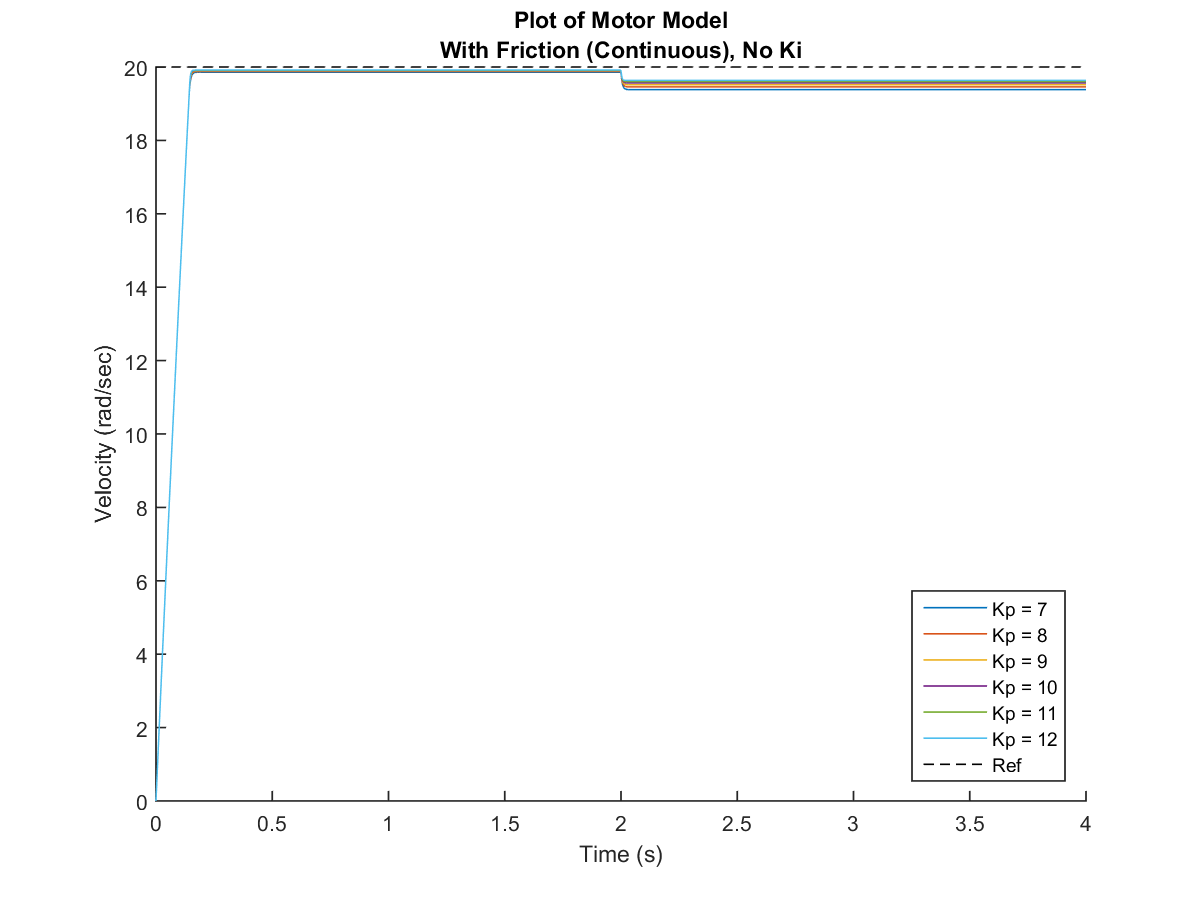 Plot of Motor Model
With Friction (Continuous), No Ki
20
18
16
14
12
10
8
6
4
2
0
Velocity (rad/sec)
0
0.5
1
1.5
2
2.5
3
3.5
4
Time (s)
Kp = 7
Kp = 8
Kp = 9
Kp = 10
Kp = 11
Kp = 12
Ref